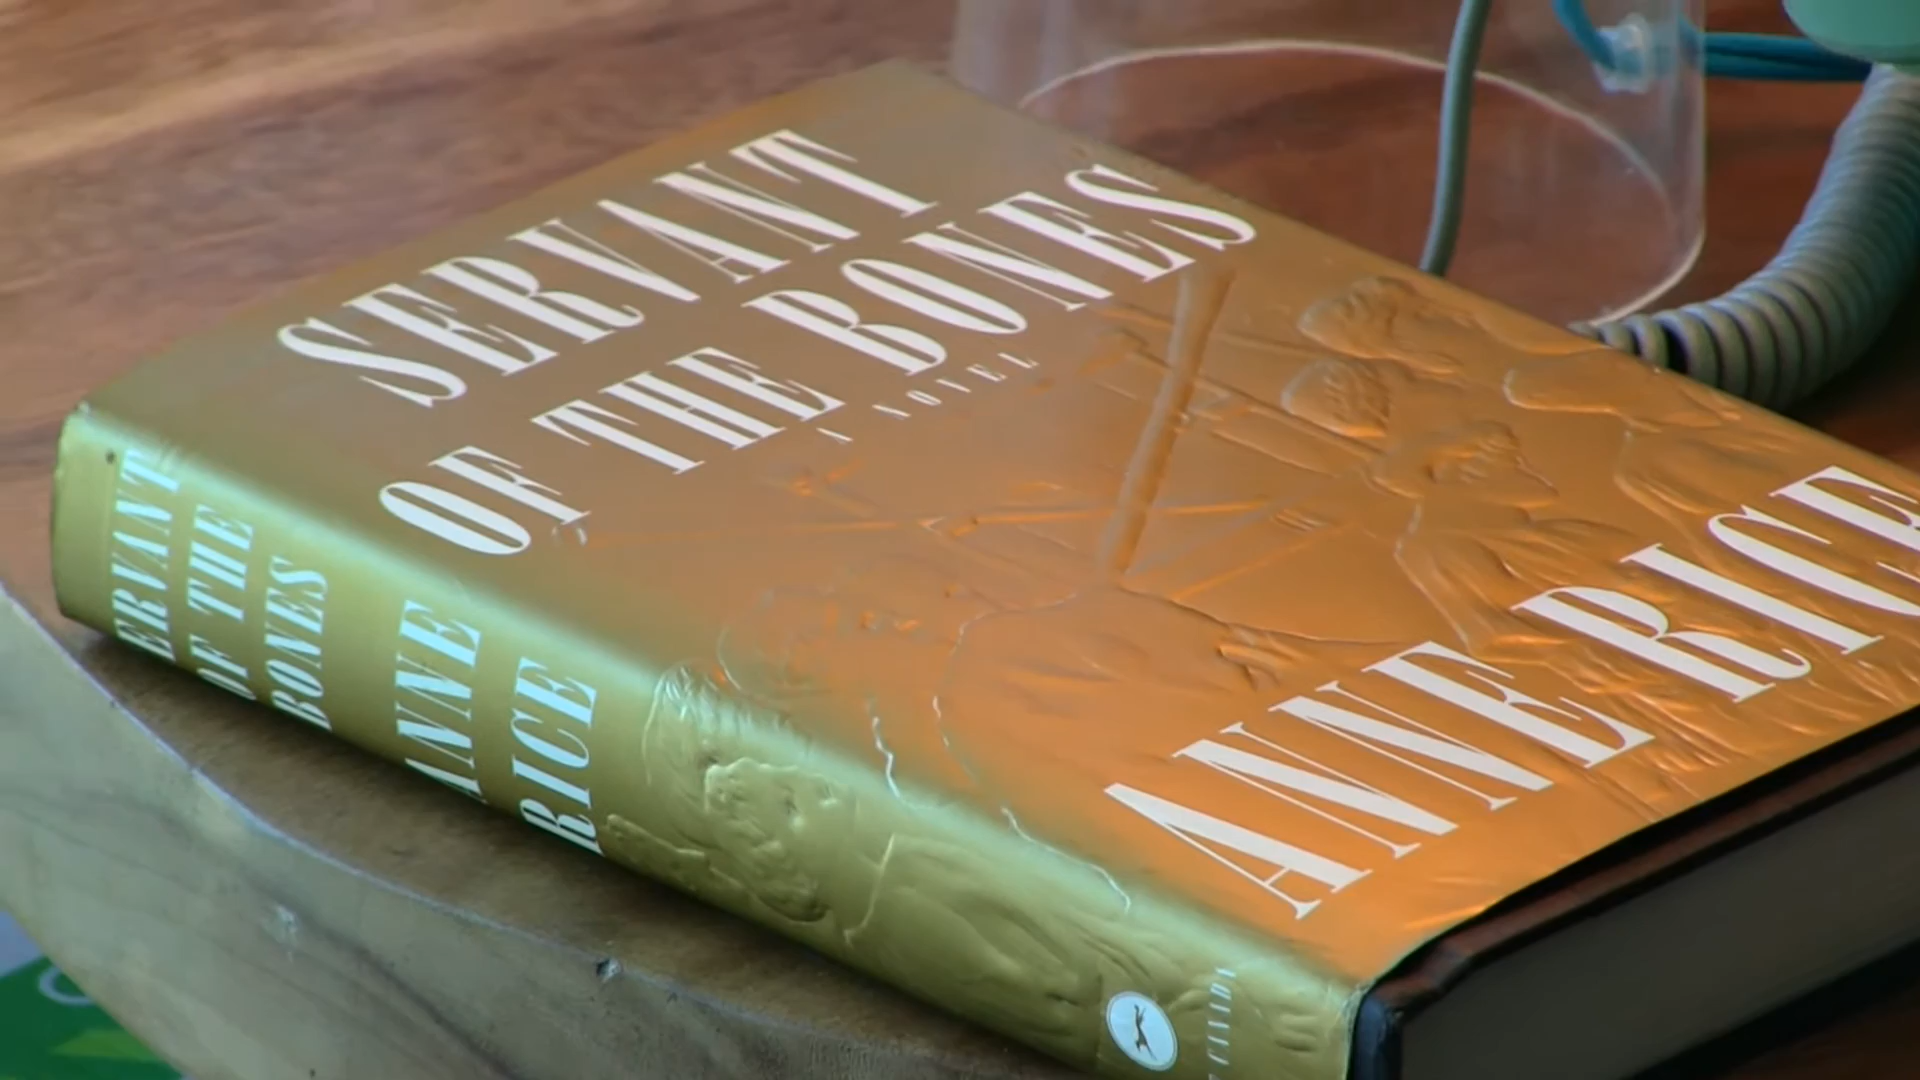 SERVANT
OF THE BONES
A NOVEL
ANNE RICE
SERVANT
OF THE
BONES
ANNE
RICE